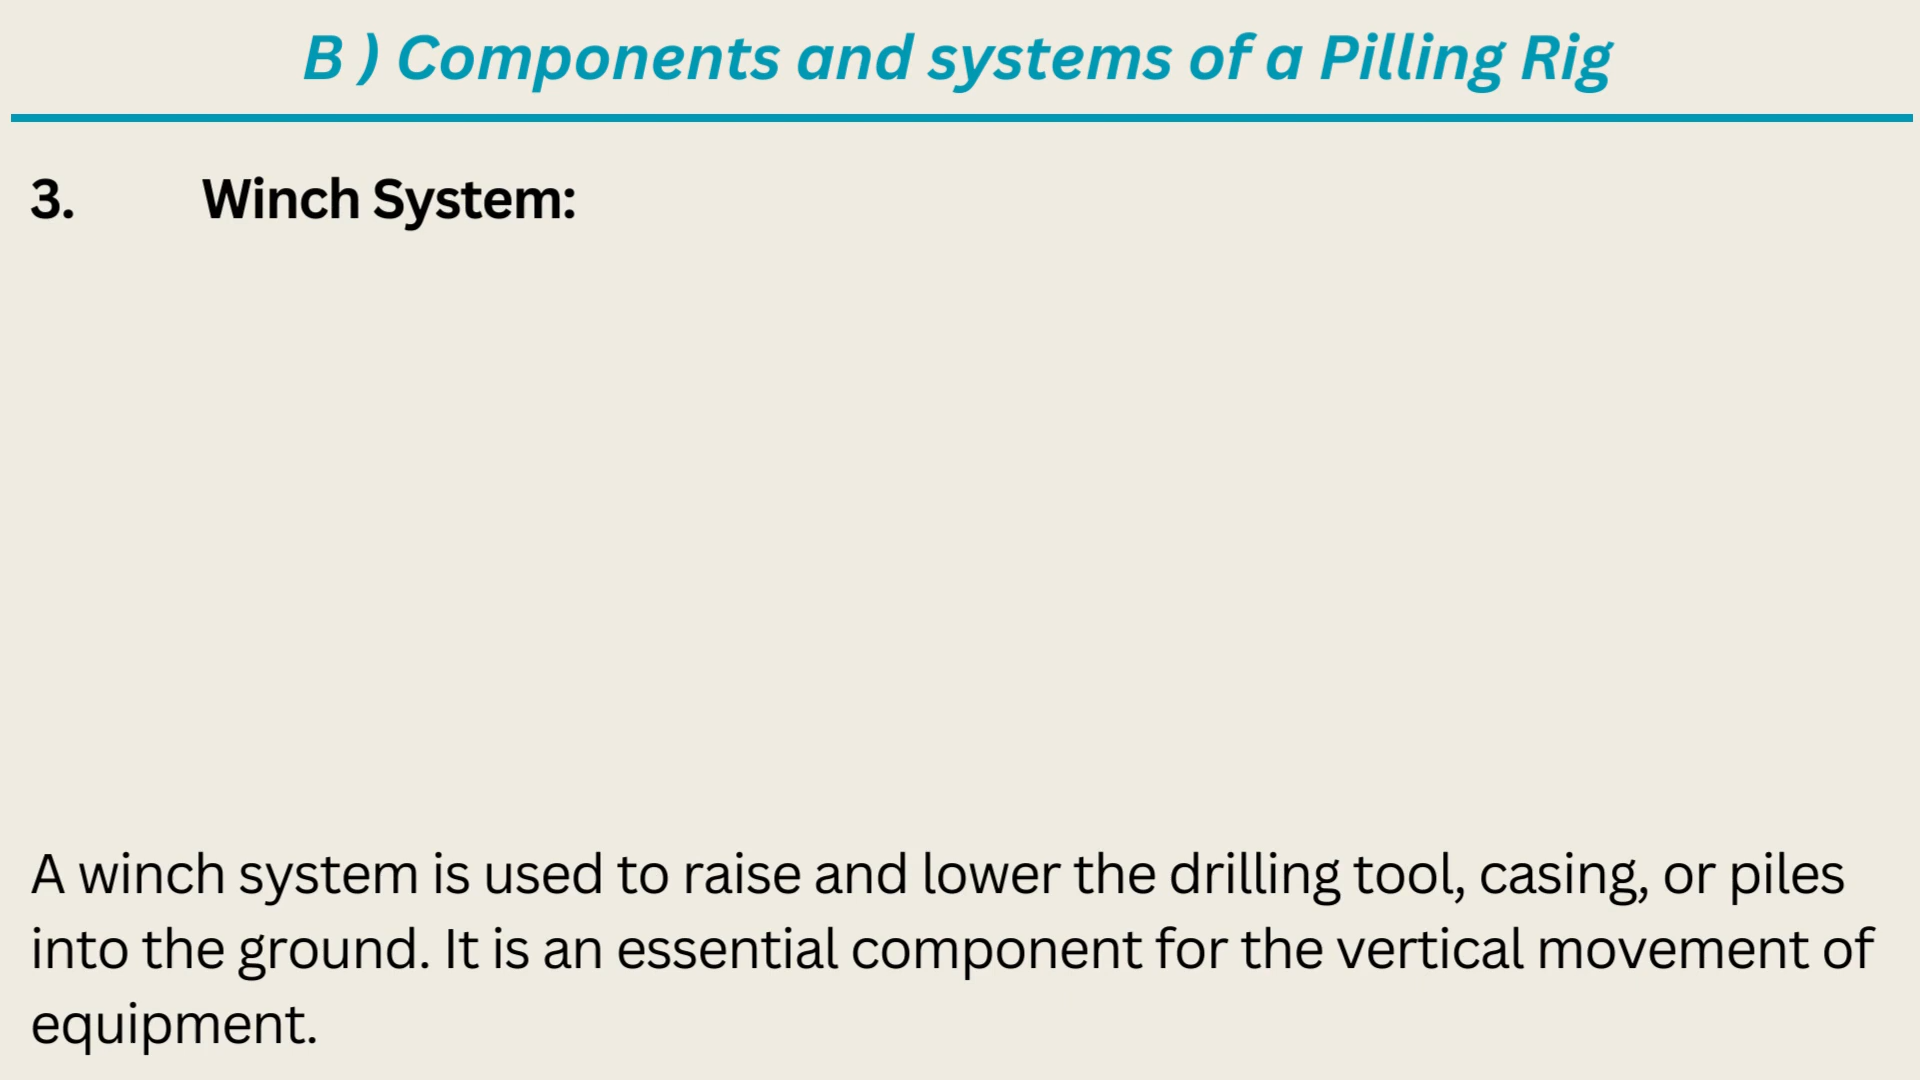 B ) Components and systems of a Pilling Rig
3. Winch System:
A winch system is used to raise and lower the drilling tool, casing, or piles
into the ground. It is an essential component for the vertical movement of
equipment.